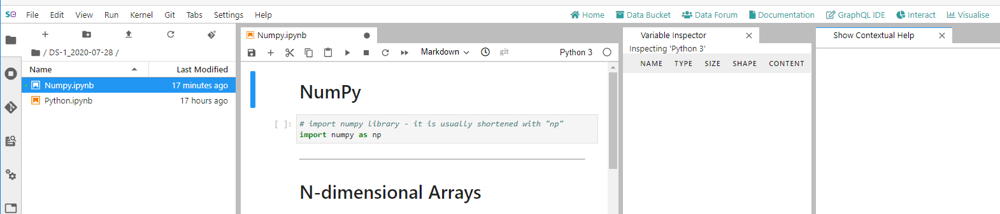 se File Edit View Run Kernel Git Tabs Settings Help Home Data Bucket Data Forum Documentation GraphQL IDE Interact Visualise
/ DS-1_2020-07-28 /
Name Last Modified
Numpy.ipynb 17 minutes ago
Python.ipynb 17 hours ago
Numpy.ipynb
Markdown git Python 3
NumPy
[ ]: # import numpy library - it is usually shortened with "np"
import numpy as np
N-dimensional Arrays
Variable Inspector
Inspecting 'Python 3'
NAME TYPE SIZE SHAPE CONTENT
Show Contextual Help